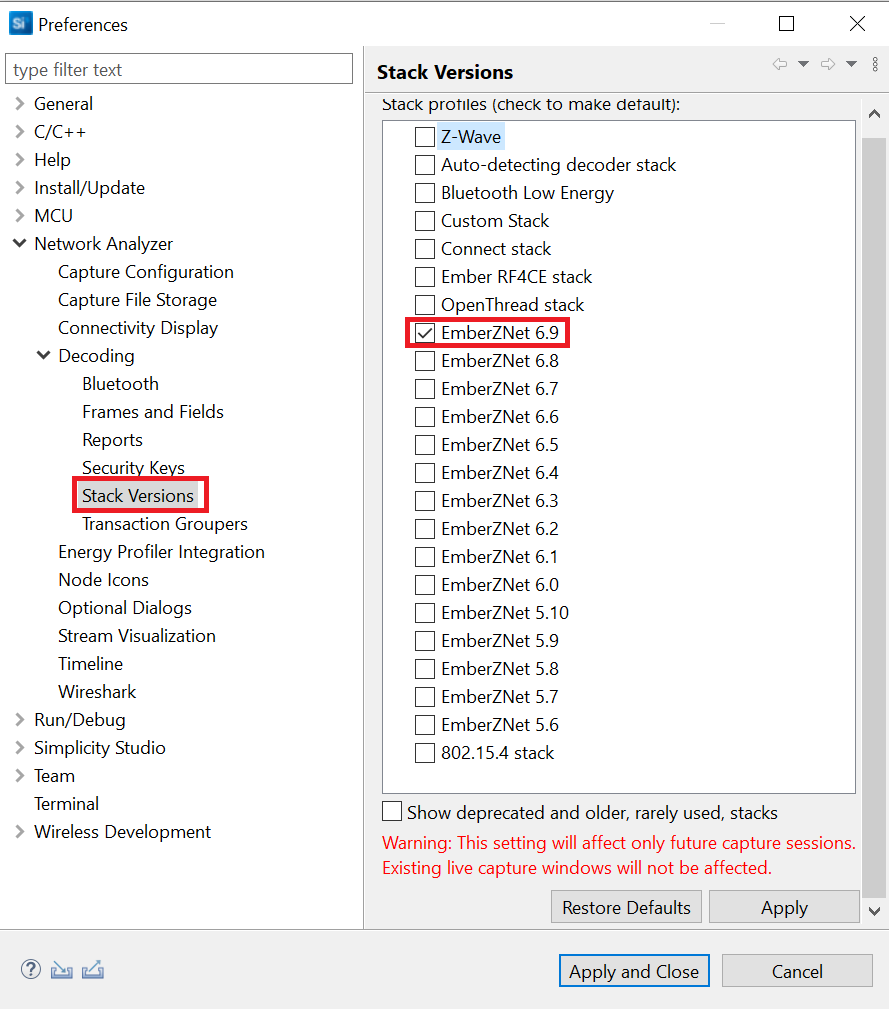 Si Preferences
type filter text
General
C/C++
Help
Install/Update
MCU
Network Analyzer
Capture Configuration
Capture File Storage
Connectivity Display
Decoding
Bluetooth
Frames and Fields
Reports
Security Keys
Stack Versions
Transaction Groupers
Energy Profiler Integration
Node Icons
Optional Dialogs
Stream Visualization
Timeline
Wireshark
Run/Debug
Simplicity Studio
Team
Terminal
Wireless Development
Stack Versions
Stack profiles (check to make default):
Z-Wave
Auto-detecting decoder stack
Bluetooth Low Energy
Custom Stack
Connect stack
Ember RF4CE stack
OpenThread stack
EmberZNet 6.9
EmberZNet 6.8
EmberZNet 6.7
EmberZNet 6.6
EmberZNet 6.5
EmberZNet 6.4
EmberZNet 6.3
EmberZNet 6.2
EmberZNet 6.1
EmberZNet 6.0
EmberZNet 5.10
EmberZNet 5.9
EmberZNet 5.8
EmberZNet 5.7
EmberZNet 5.6
802.15.4 stack
Show deprecated and older, rarely used, stacks
Warning: This setting will affect only future capture sessions.
Existing live capture windows will not be affected.
Restore Defaults
Apply
?
Apply and Close
Cancel